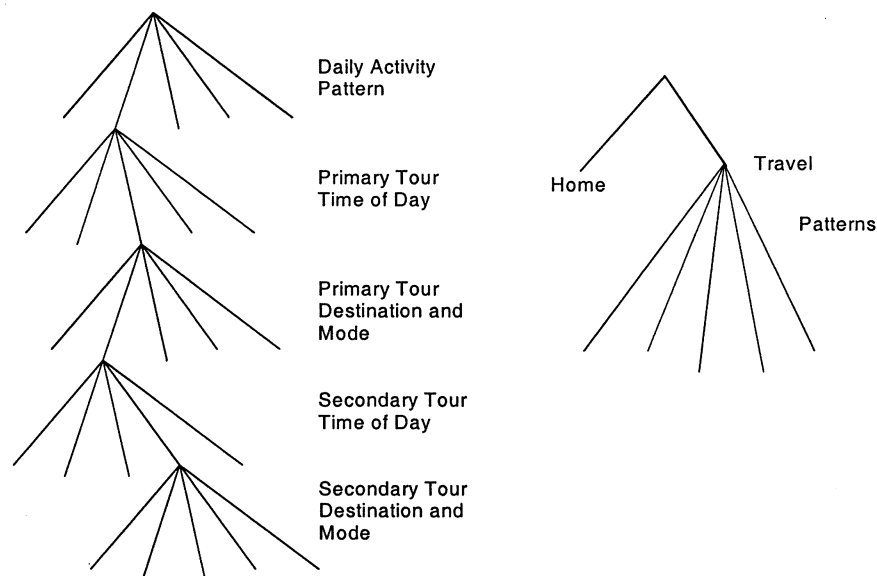 Daily Activity
Pattern
Primary Tour
Time of Day
Primary Tour
Destination and
Mode
Secondary Tour
Time of Day
Secondary Tour
Destination and
Mode
Home
Travel
Patterns